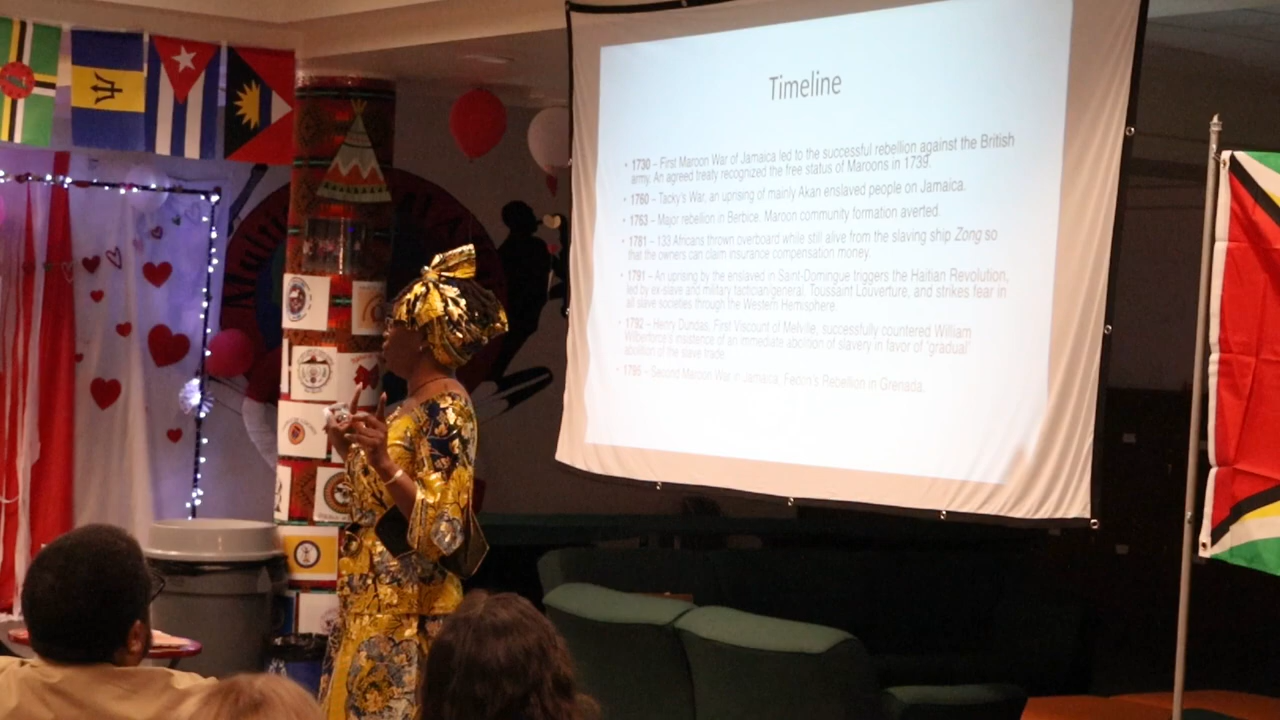 Timeline
• 1730 – First Maroon War of Jamaica led to the successful rebellion against the British
army. An agreed treaty recognized the free status of Maroons in 1739.
• 1760 – Tacky's War, an uprising of mainly Akan enslaved people on Jamaica.
• 1763 – Major rebellion in Berbice. Maroon community formation averted.
• 1781 – 133 Africans thrown overboard while still alive from the slaving ship Zong so
that the owners can claim insurance compensation money.
• 1791 – An uprising by the enslaved in Saint-Domingue triggers the Haitian Revolution,
led by ex-slave and military tactician/general, Toussaint Louverture, and strikes fear in
all slave societies through the Western Hemisphere.
• 1792 – Henry Dundas, First Viscount of Melville, successfully countered William
Wilberforce's insistence of an immediate abolition of slavery in favor of "gradual"
abolition of the slave trade.
• 1795 – Second Maroon War in Jamaica, Fedon's Rebellion in Grenada.